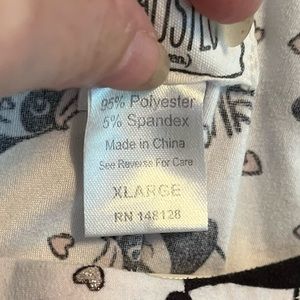 95% Polyester
5% Spandex
Made in China
See Reverse For Care
XLARGE
RN 148128